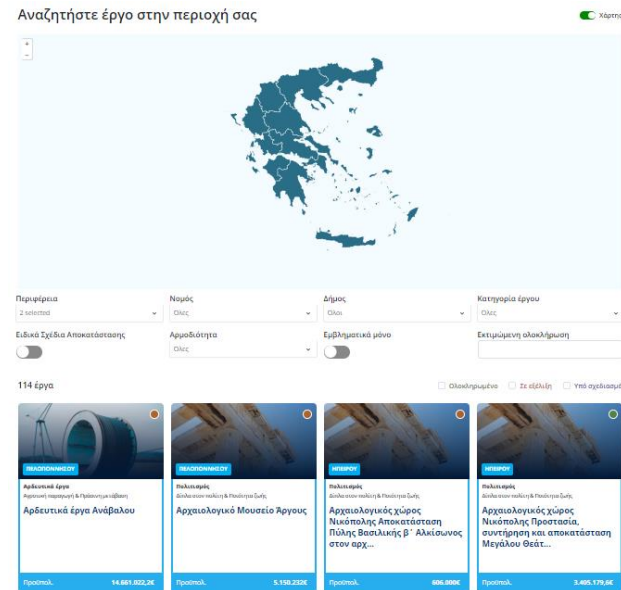 Αναζητήστε έργο στην περιοχή σας
Χάρτης
+
-
Περιφέρεια
Νομός
Δήμος
Κατηγορία έργου
2 selected
Όλες
Όλοι
Όλες
Ειδικά Σχέδια Αποκατάστασης
Αρμοδιότητα
Εμβληματικά μόνο
Εκτιμώμενη ολοκλήρωση
Όλες
114 έργα
Ολοκληρωμένα
Σε εξέλιξη
Υπό σχεδιασμό
ΠΕΛΟΠΟΝΝΗΣΟΥ
Αρδευτικά έργα
Αγροτική παραγωγή & Πράσινη μετάβαση
Αρδευτικά έργα Ανάβαλου
Προϋπολ.
14.661.022,2€
ΠΕΛΟΠΟΝΝΗΣΟΥ
Πολιτισμός
Δίπλα στον πολίτη & Ποιότητα ζωής
Αρχαιολογικό Μουσείο Άργους
Προϋπολ.
5.150.232€
ΗΠΕΙΡΟΥ
Πολιτισμός
Δίπλα στον πολίτη & Ποιότητα ζωής
Αρχαιολογικός χώρος
Νικόπολης Αποκατάσταση
Πύλης Βασιλικής β΄ Αλκίσωνος
στον αρχ...
Προϋπολ.
606.000€
ΗΠΕΙΡΟΥ
Πολιτισμός
Δίπλα στον πολίτη & Ποιότητα ζωής
Αρχαιολογικός χώρος
Νικόπολης Προστασία,
συντήρηση και αποκατάσταση
Μεγάλου Θεάτ...
Προϋπολ.
3.405.179,6€